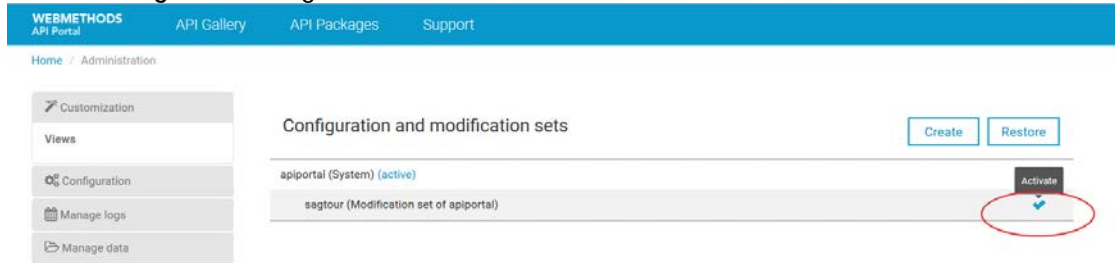 WEBMETHODS
API Portal
API Gallery
API Packages
Support
Home / Administration
Customization
Views
Configuration
Manage logs
Manage data
Configuration and modification sets
Create
Restore
apiportal (System) (active)
Activate
sagtour (Modification set of apiportal)